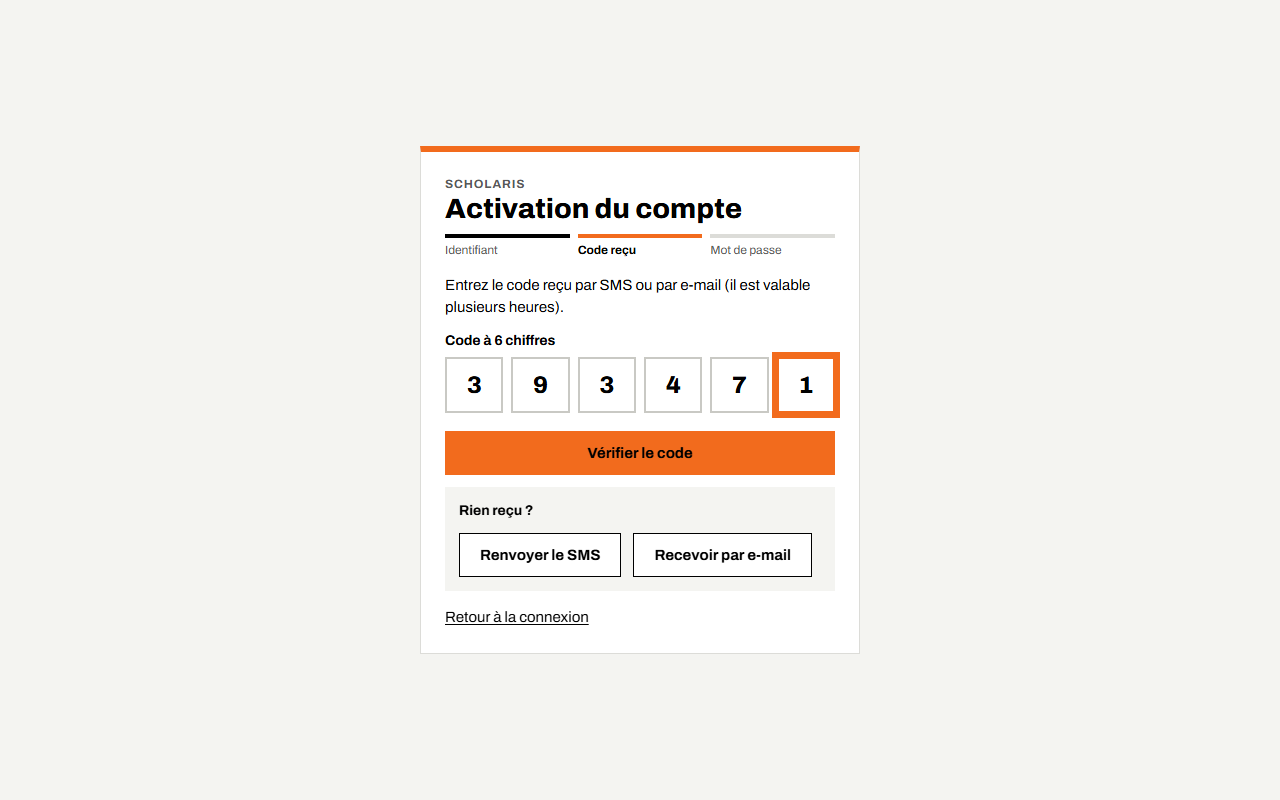 SCHOLARIS
Activation du compte
Identifiant Code reçu Mot de passe
Entrez le code reçu par SMS ou par e-mail (il est valable
plusieurs heures).
Code à 6 chiffres
3 9 3 4 7 1
Vérifier le code
Rien reçu ?
Renvoyer le SMS Recevoir par e-mail
Retour à la connexion